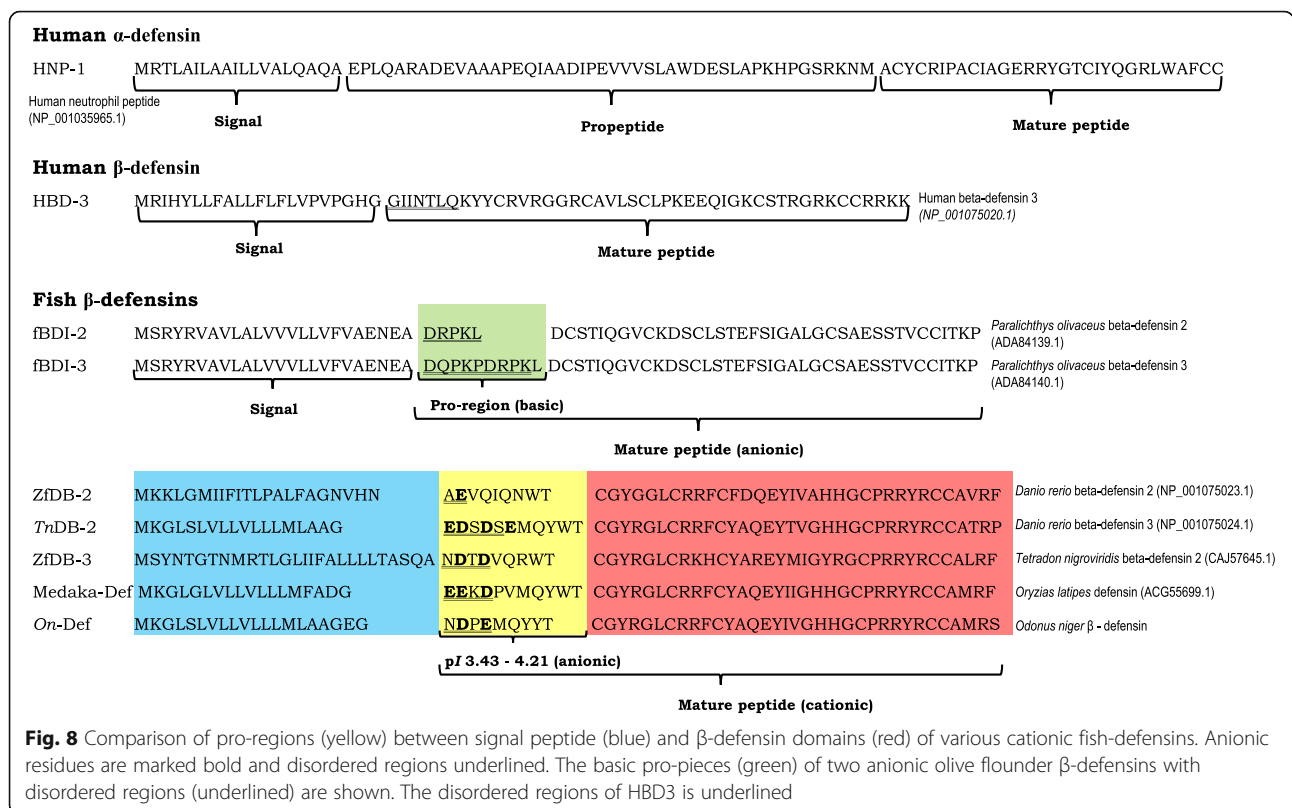 Human α-defensin
HNP-1 MRTLAILAAILLVALQAQA EPLQARADEVAAAPEQIAADIPEVVVSLAWDESLAPKHPGSRKNM ACYCRIPACIAGERRYGTCIYQGRLWAFCC
Human neutrophil peptide
(NP_001035965.1)
Signal Propeptide Mature peptide
Human β-defensin
HBD-3 MRIHYLLFALLFLFLVPVPGHG GIINTLQKYYCRVRGGRCAVLSCLPKEEQIGKCSTRGRKCCRRKK Human beta-defensin 3
(NP_001075020.1)
Signal Mature peptide
Fish β-defensins
fBDI-2 MSRYRVAVLALVVVLLVFVAENEA DRPKL DCSTIQGVCKDSCLSTEFSIGALGCSAESSTVCCITKP Paralichthys olivaceus beta-defensin 2
(ADA84139.1)
fBDI-3 MSRYRVAVLALVVVLLVFVAENEA DQPKPDRPKL DCSTIQGVCKDSCLSTEFSIGALGCSAESSTVCCITKP Paralichthys olivaceus beta-defensin 3
(ADA84140.1)
Signal Pro-region (basic)
Mature peptide (anionic)
ZfDB-2 MKKLGMIIFITLPALFAGNVHN AEVQIQNWT CGYGGLCRRFCFDQEYIVAHHGCPRRYRCCAVRF Danio rerio beta-defensin 2 (NP_001075023.1)
TnDB-2 MKGLSLVLLVLLLMLAAG EDSDSEMQYWT CGYRGLCRRFCYAQEYTVGHHGCPRRYRCCATRP Danio rerio beta-defensin 3 (NP_001075024.1)
ZfDB-3 MSYNTGTNMRTLGLIIFALLLLTASQA NDTDVQRWT CGYRGLCRKHCYAREYMIGYRGCPRRYRCCALRF Tetradon nigroviridis beta-defensin 2 (CAJ57645.1)
Medaka-Def MKGLGLVLLVLLLMFADG EEKDPVMQYWT CGYRGLCRRFCYAQEYIIGHHGCPRRYRCCAMRF Oryzias latipes defensin (ACG55699.1)
On-Def MKGLSLVLLVLLLMLAAGEG NDPEMQYYT CGYRGLCRRFCYAQEYIVGHHGCPRRYRCCAMRS Odonus niger β - defensin
pI 3.43 - 4.21 (anionic)
Mature peptide (cationic)
Fig. 8 Comparison of pro-regions (yellow) between signal peptide (blue) and β-defensin domains (red) of various cationic fish-defensins. Anionic
residues are marked bold and disordered regions underlined. The basic pro-pieces (green) of two anionic olive flounder β-defensins with
disordered regions (underlined) are shown. The disordered regions of HBD3 is underlined